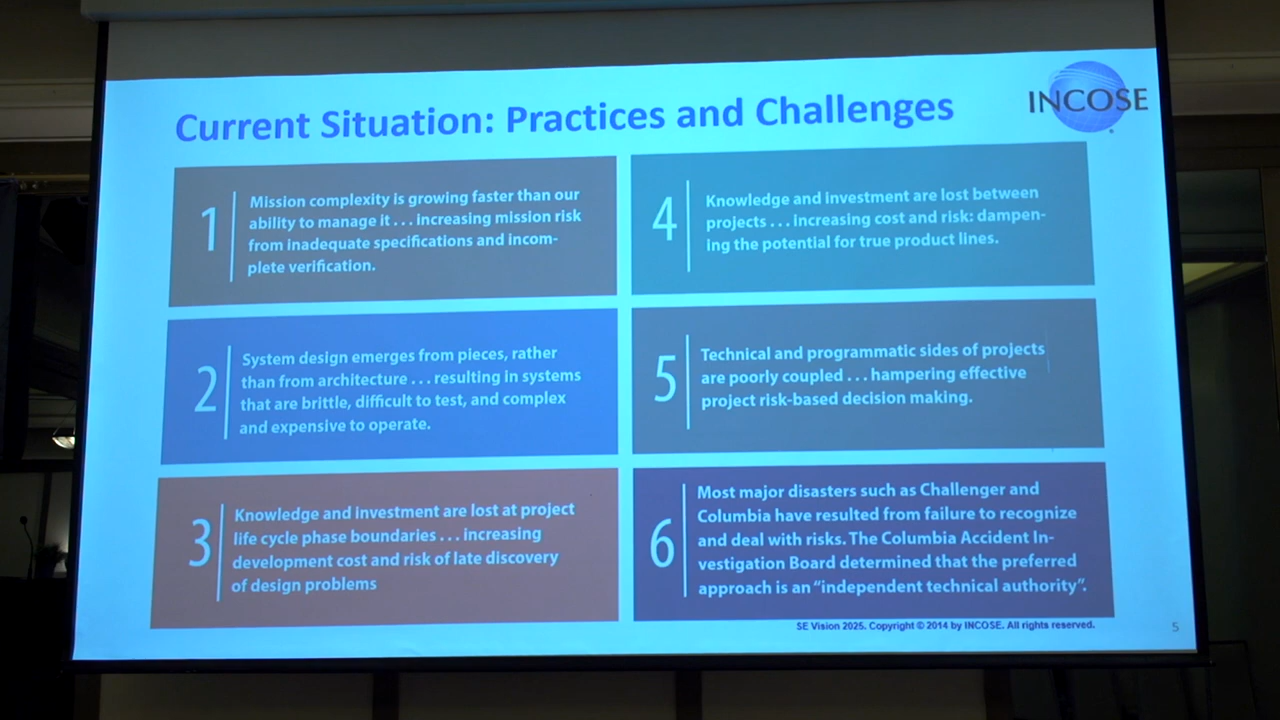 Current Situation: Practices and Challenges
INCOSE
1
Mission complexity is growing faster than our
ability to manage it . . . increasing mission risk
from inadequate specifications and incom-
plete verification.
2
System design emerges from pieces, rather
than from architecture . . . resulting in systems
that are brittle, difficult to test, and complex
and expensive to operate.
3
Knowledge and investment are lost at project
life cycle phase boundaries . . . increasing
development cost and risk of late discovery
of design problems
4
Knowledge and investment are lost between
projects . . . increasing cost and risk: dampen-
ing the potential for true product lines.
5
Technical and programmatic sides of projects
are poorly coupled . . . hampering effective
project risk-based decision making.
6
Most major disasters such as Challenger and
Columbia have resulted from failure to recognize
and deal with risks. The Columbia Accident In-
vestigation Board determined that the preferred
approach is an “independent technical authority”.
SE Vision 2025. Copyright © 2014 by INCOSE. All rights reserved.
5